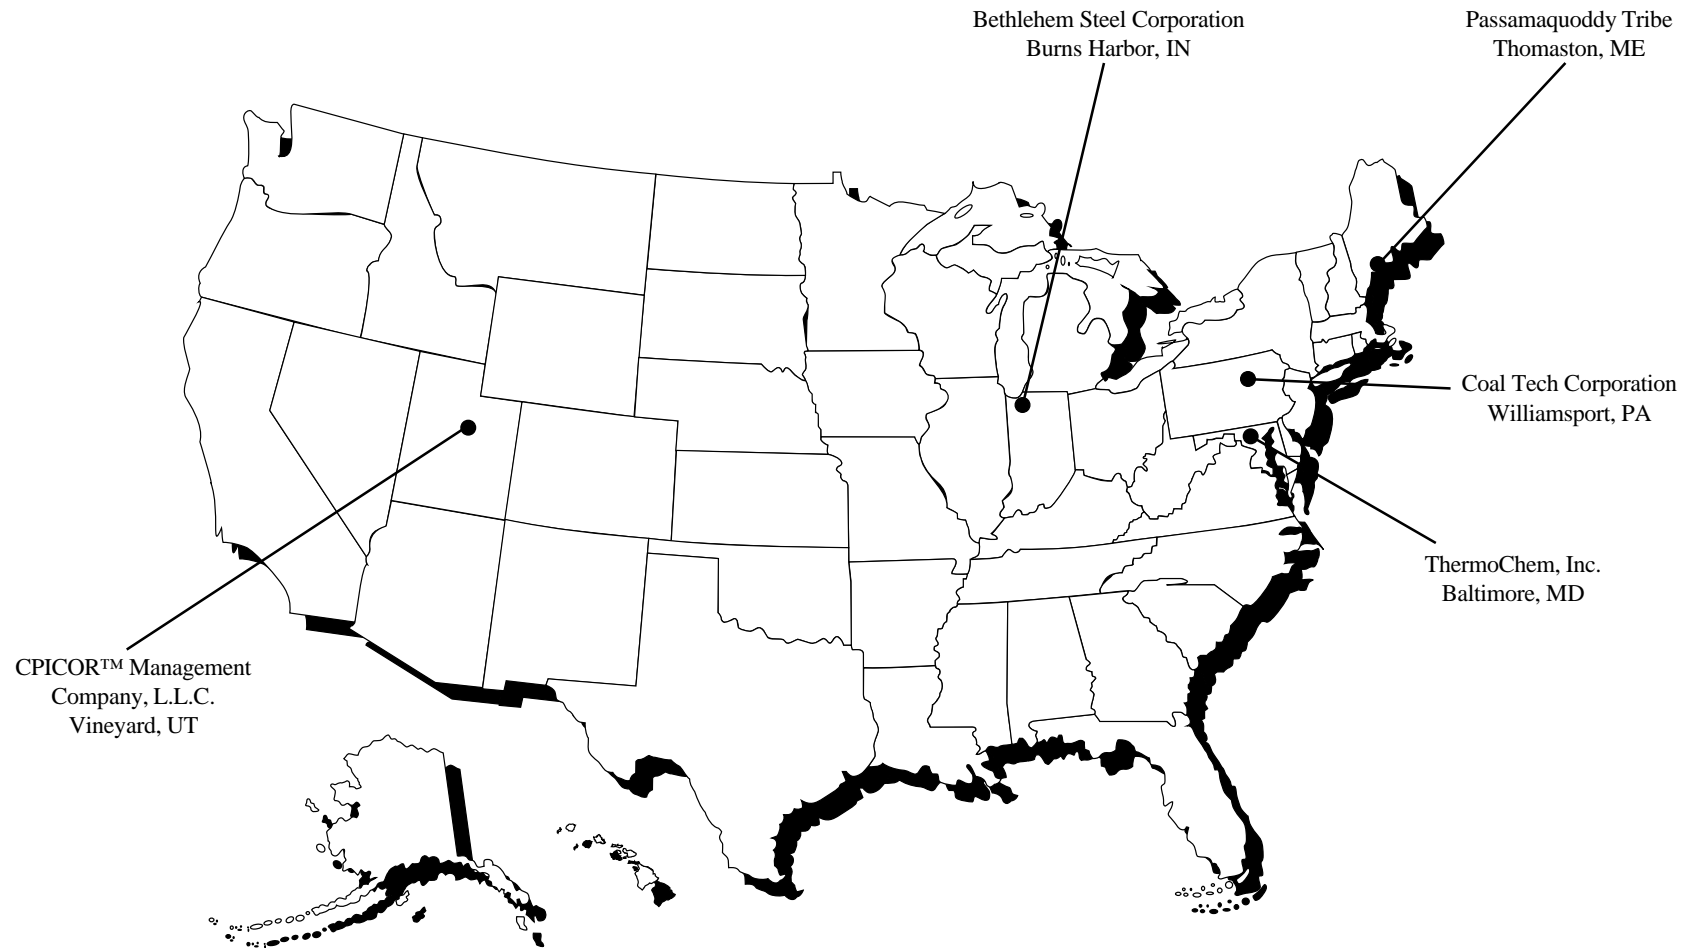 Bethlehem Steel Corporation
Burns Harbor, IN
Passamaquoddy Tribe
Thomaston, ME
Coal Tech Corporation
Williamsport, PA
ThermoChem, Inc.
Baltimore, MD
CPICOR™ Management
Company, L.L.C.
Vineyard, UT